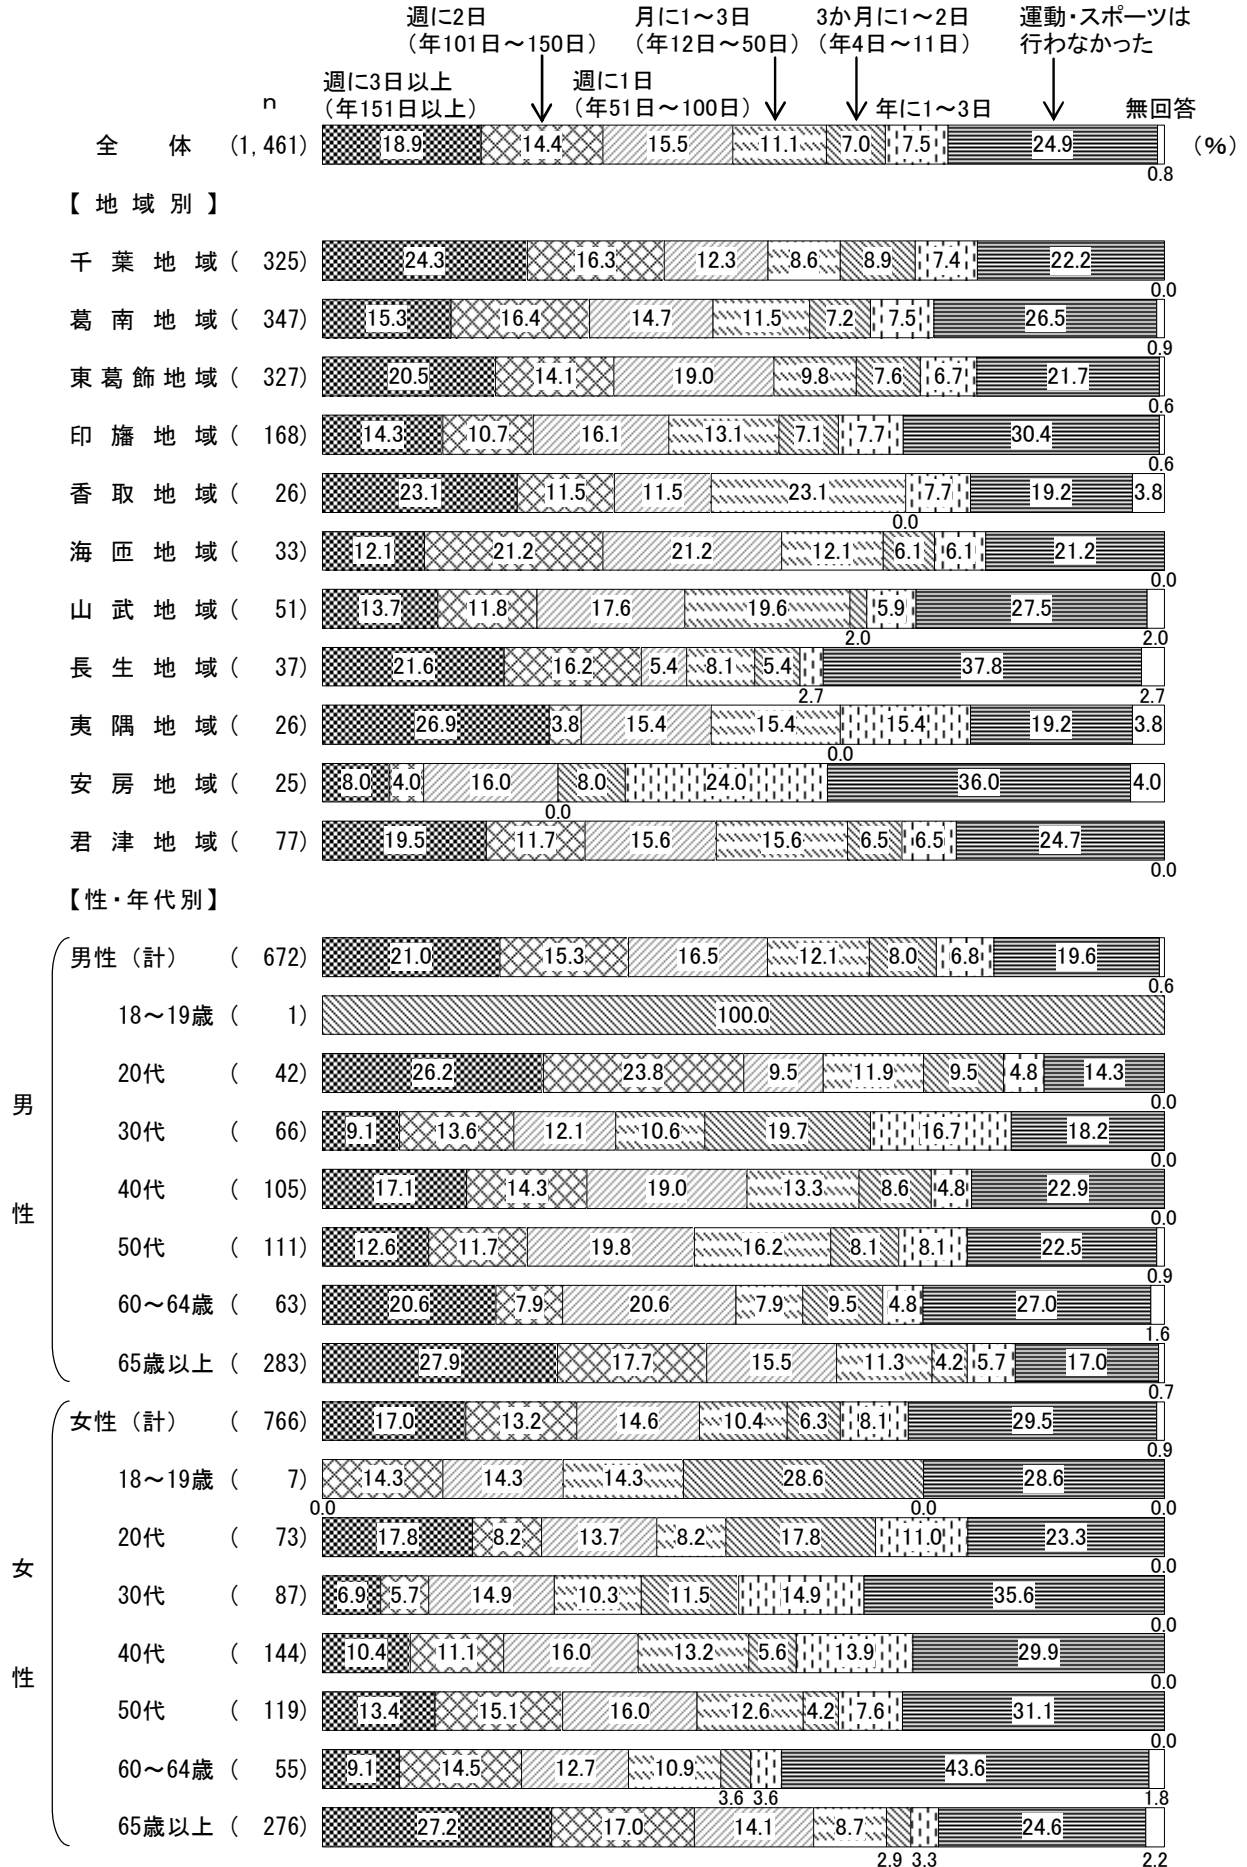 週に2日 月に1～3日 3か月に1～2日 運動・スポーツは
（年101日～150日） （年12日～50日） （年4日～11日） 行わなかった
週に3日以上 週に1日
n （年151日以上） （年51日～100日） 年に1～3日 無回答
全体 (1,461) 18.9 14.4 15.5 11.1 7.0 7.5 24.9 （％）
0.8
【地域別】
千葉地域 ( 325) 24.3 16.3 12.3 8.6 8.9 7.4 22.2
0.0
葛南地域 ( 347) 15.3 16.4 14.7 11.5 7.2 7.5 26.5
0.9
東葛飾地域 ( 327) 20.5 14.1 19.0 9.8 7.6 6.7 21.7
0.6
印旛地域 ( 168) 14.3 10.7 16.1 13.1 7.1 7.7 30.4
0.6
香取地域 ( 26) 23.1 11.5 11.5 23.1 7.7 19.2 3.8
0.0
海匝地域 ( 33) 12.1 21.2 21.2 12.1 6.1 6.1 21.2
0.0
山武地域 ( 51) 13.7 11.8 17.6 19.6 5.9 27.5
2.0 2.0
長生地域 ( 37) 21.6 16.2 5.4 8.1 5.4 37.8
2.7 2.7
夷隅地域 ( 26) 26.9 3.8 15.4 15.4 15.4 19.2 3.8
0.0
安房地域 ( 25) 8.0 4.0 16.0 8.0 24.0 36.0 4.0
0.0
君津地域 ( 77) 19.5 11.7 15.6 15.6 6.5 6.5 24.7
0.0
【性・年代別】
男性（計） ( 672) 21.0 15.3 16.5 12.1 8.0 6.8 19.6
0.6
18～19歳 ( 1) 100.0
20代 ( 42) 26.2 23.8 9.5 11.9 9.5 4.8 14.3
0.0
男性
30代 ( 66) 9.1 13.6 12.1 10.6 19.7 16.7 18.2
0.0
40代 ( 105) 17.1 14.3 19.0 13.3 8.6 4.8 22.9
0.0
50代 ( 111) 12.6 11.7 19.8 16.2 8.1 8.1 22.5
0.9
60～64歳 ( 63) 20.6 7.9 20.6 7.9 9.5 4.8 27.0
1.6
65歳以上 ( 283) 27.9 17.7 15.5 11.3 4.2 5.7 17.0
0.7
女性（計） ( 766) 17.0 13.2 14.6 10.4 6.3 8.1 29.5
0.9
18～19歳 ( 7) 14.3 14.3 14.3 28.6 28.6
0.0 0.0 0.0
20代 ( 73) 17.8 8.2 13.7 8.2 17.8 11.0 23.3
0.0
女性
30代 ( 87) 6.9 5.7 14.9 10.3 11.5 14.9 35.6
0.0
40代 ( 144) 10.4 11.1 16.0 13.2 5.6 13.9 29.9
0.0
50代 ( 119) 13.4 15.1 16.0 12.6 4.2 7.6 31.1
0.0
60～64歳 ( 55) 9.1 14.5 12.7 10.9 43.6
3.6 3.6 1.8
65歳以上 ( 276) 27.2 17.0 14.1 8.7 24.6
2.9 3.3 2.2